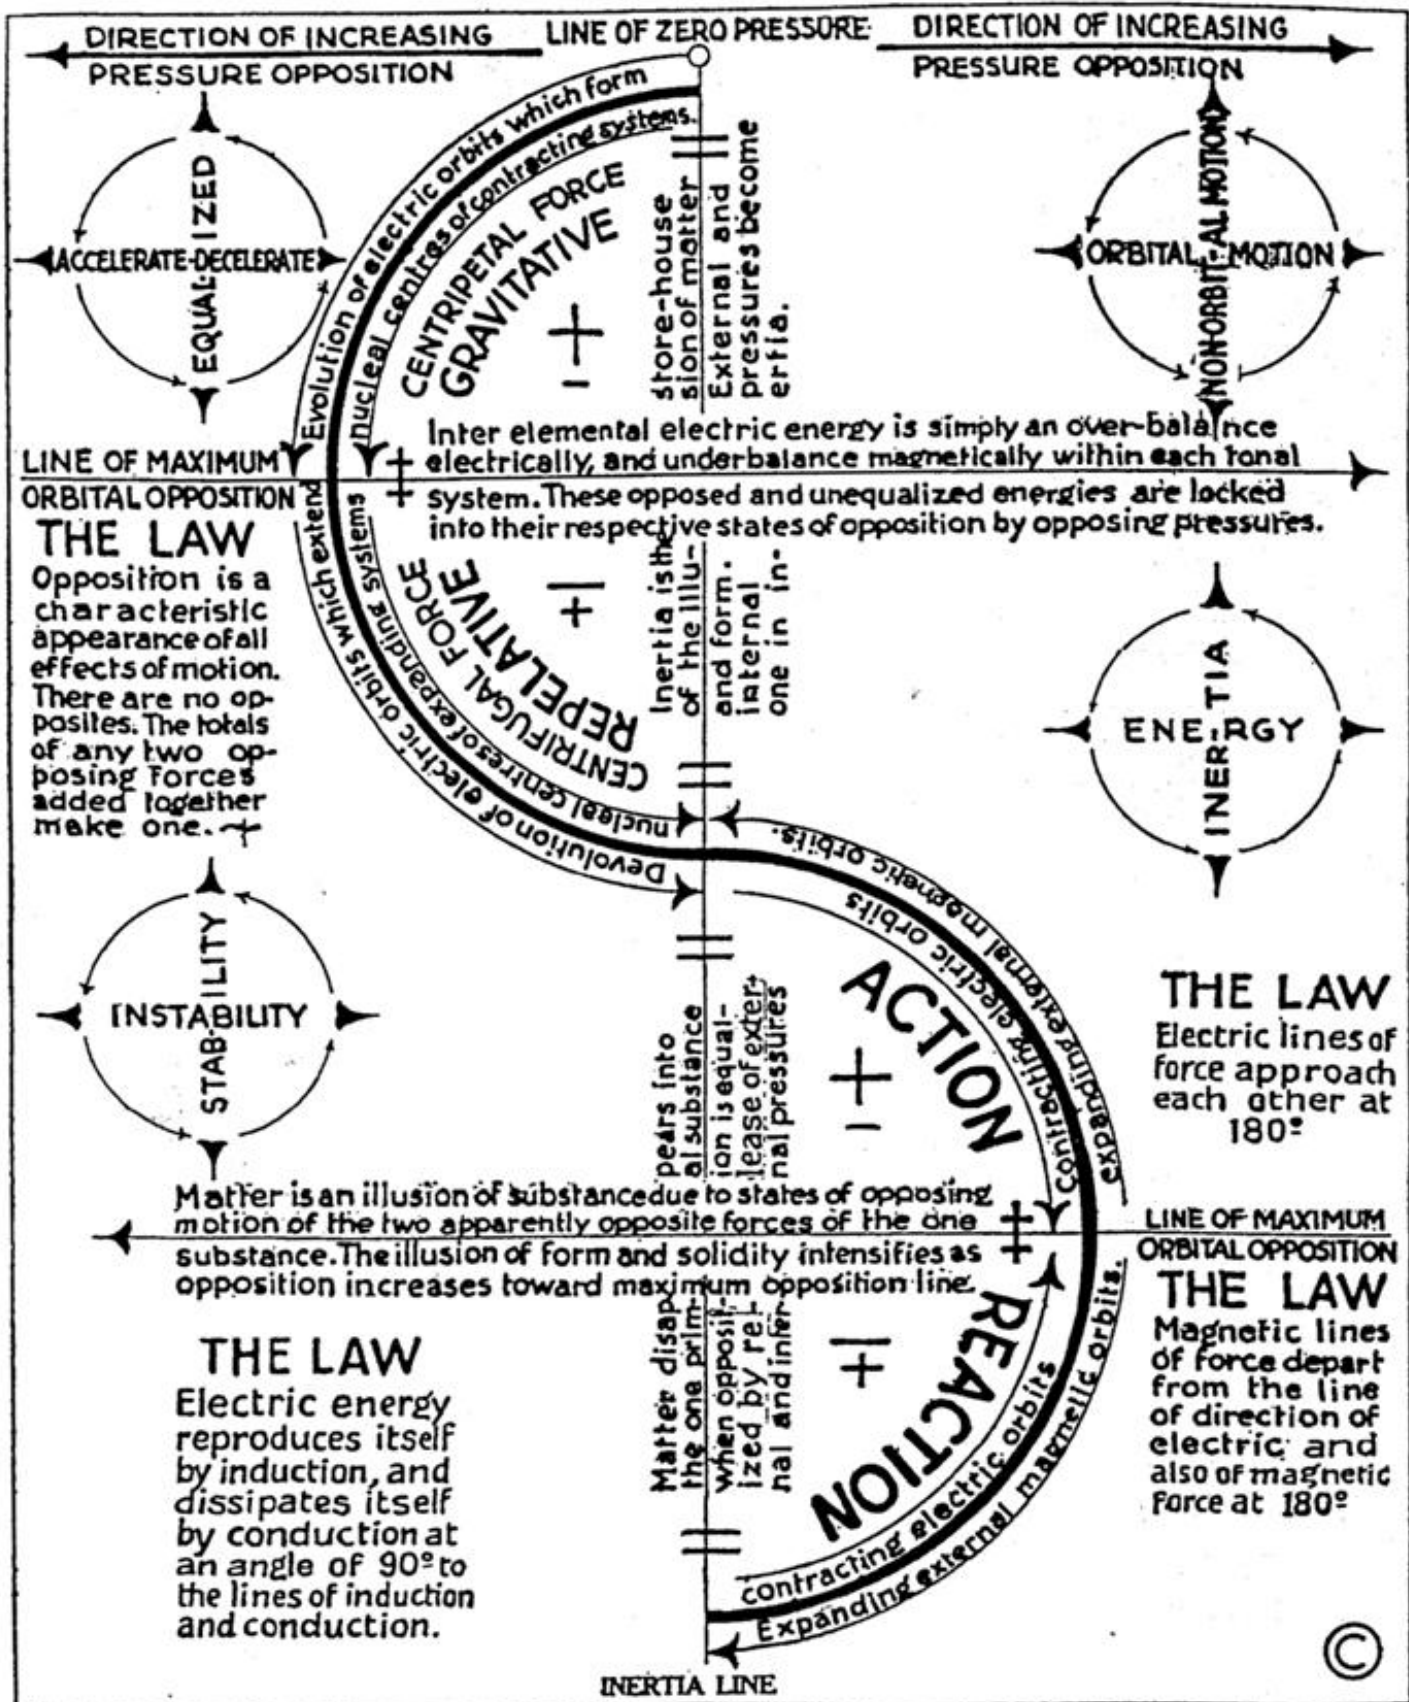 DIRECTION OF INCREASING
PRESSURE OPPOSITION
LINE OF ZERO PRESSURE
DIRECTION OF INCREASING
PRESSURE OPPOSITION
EQUAL-IZED
ACCELERATE-DECELERATE
NON-ORBIT-AL MOTION
ORBITAL-MOTION
Evolution of electric orbits which form
nucleal centres of contracting systems.
CENTRIPETAL FORCE
GRAVITATIVE
+
-
store-house
sion of matter
External and
pressures become
ertia.
Inter elemental electric energy is simply an over-balance
electrically, and underbalance magnetically within each tonal
system. These opposed and unequalized energies are locked
into their respective states of opposition by opposing pressures.
LINE OF MAXIMUM
ORBITAL OPPOSITION
THE LAW
Opposition is a
characteristic
appearance of all
effects of motion.
There are no op-
posites. The totals
of any two op-
posing forces
added together
make one.
Devolution of electric orbits which extend
nucleal centres of expanding systems
CENTRIFUGAL FORCE
REPELATIVE
-
+
Inertia is the
of the illu-
and form.
internal
one in in-
INERTIA
ENERGY
STAB-ILITY
INSTABILITY
expanding external magnetic orbits.
Contracting electric orbits
ACTION
+
-
pears into
al substance
ion is equal-
lease of exter-
nal pressures
THE LAW
Electric lines of
force approach
each other at
180º
Matter is an illusion of substance due to states of opposing
motion of the two apparently opposite forces of the one
substance. The illusion of form and solidity intensifies as
opposition increases toward maximum opposition line.
LINE OF MAXIMUM
ORBITAL OPPOSITION
THE LAW
Magnetic lines
of force depart
from the line
of direction of
electric and
also of magnetic
force at 180º
THE LAW
Electric energy
reproduces itself
by induction, and
dissipates itself
by conduction at
an angle of 90º to
the lines of induction
and conduction.
Matter disap
the one prim-
when opposit-
ized by re-
nal and inter
REACTION
-
+
contracting electric orbits
Expanding external magnetic orbits.
INERTIA LINE
©